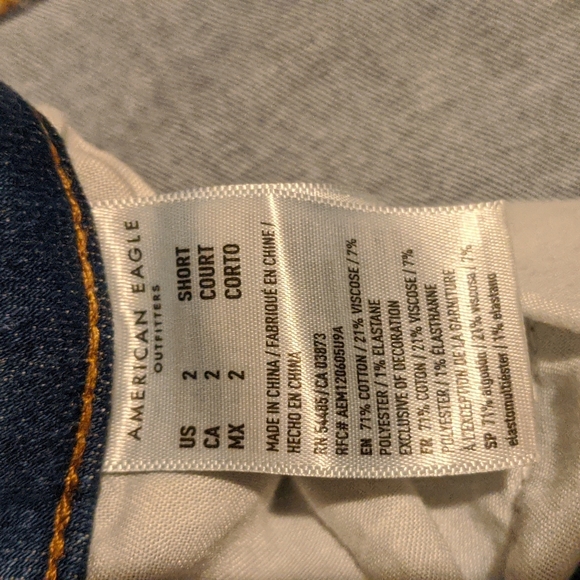 AMERICAN EAGLE
OUTFITTERS
US 2 SHORT
CA 2 COURT
MX 2 CORTO
MADE IN CHINA / FABRIQUÉ EN CHINE /
HECHO EN CHINA
RN 54485 / CA 03873
RFC# AEM120605U9A
EN 71% COTTON / 21% VISCOSE / 7%
POLYESTER / 1% ELASTANE
EXCLUSIVE OF DECORATION
FR 71% COTON / 21% VISCOSE / 7%
POLYESTER / 1% ÉLASTHANNE
À L'EXCEPTION DE LA GARNITURE
SP 71% algodón / 21% viscosa / 7%
elastomultiester / 1% elastano